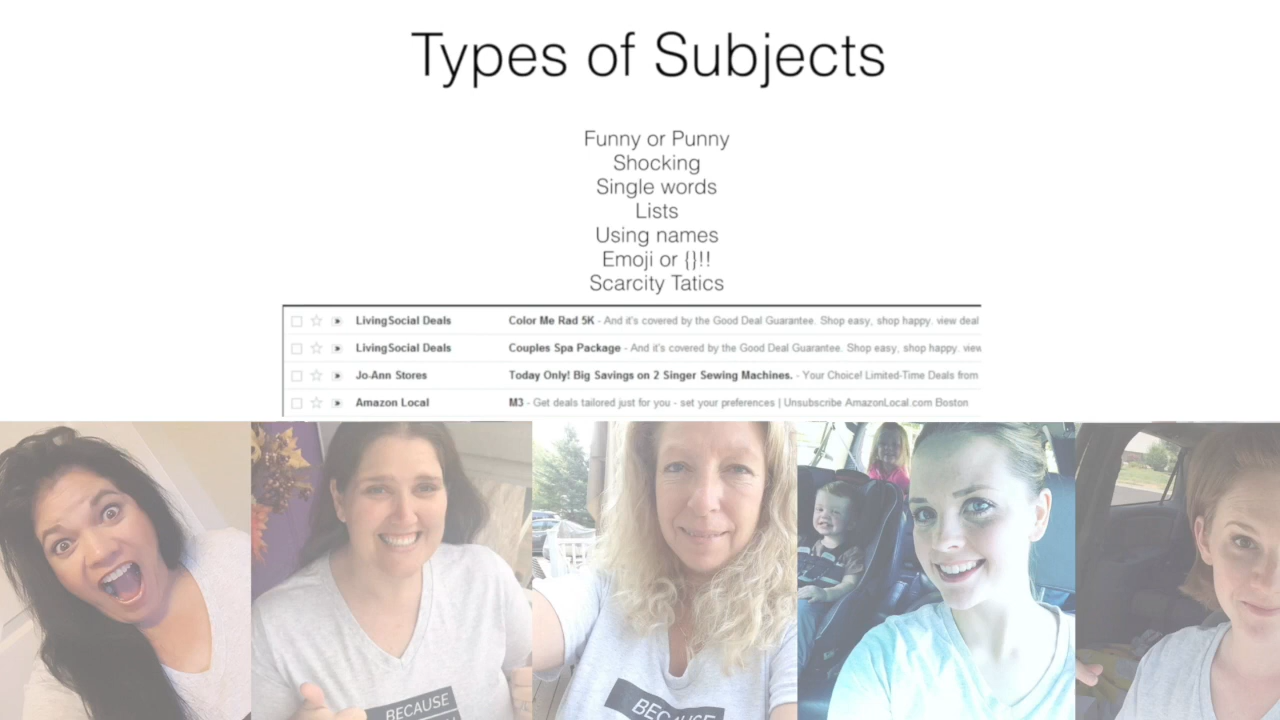 Types of Subjects
Funny or Punny
Shocking
Single words
Lists
Using names
Emoji or {}!!
Scarcity Tatics
LivingSocial Deals Color Me Rad 5K - And it's covered by the Good Deal Guarantee. Shop easy, shop happy. view deal
LivingSocial Deals Couples Spa Package - And it's covered by the Good Deal Guarantee. Shop easy, shop happy. view
Jo-Ann Stores Today Only! Big Savings on 2 Singer Sewing Machines. - Your Choice! Limited-Time Deals from
Amazon Local M3 - Get deals tailored just for you - set your preferences | Unsubscribe AmazonLocal.com Boston
BECAUSE
BECAUSE